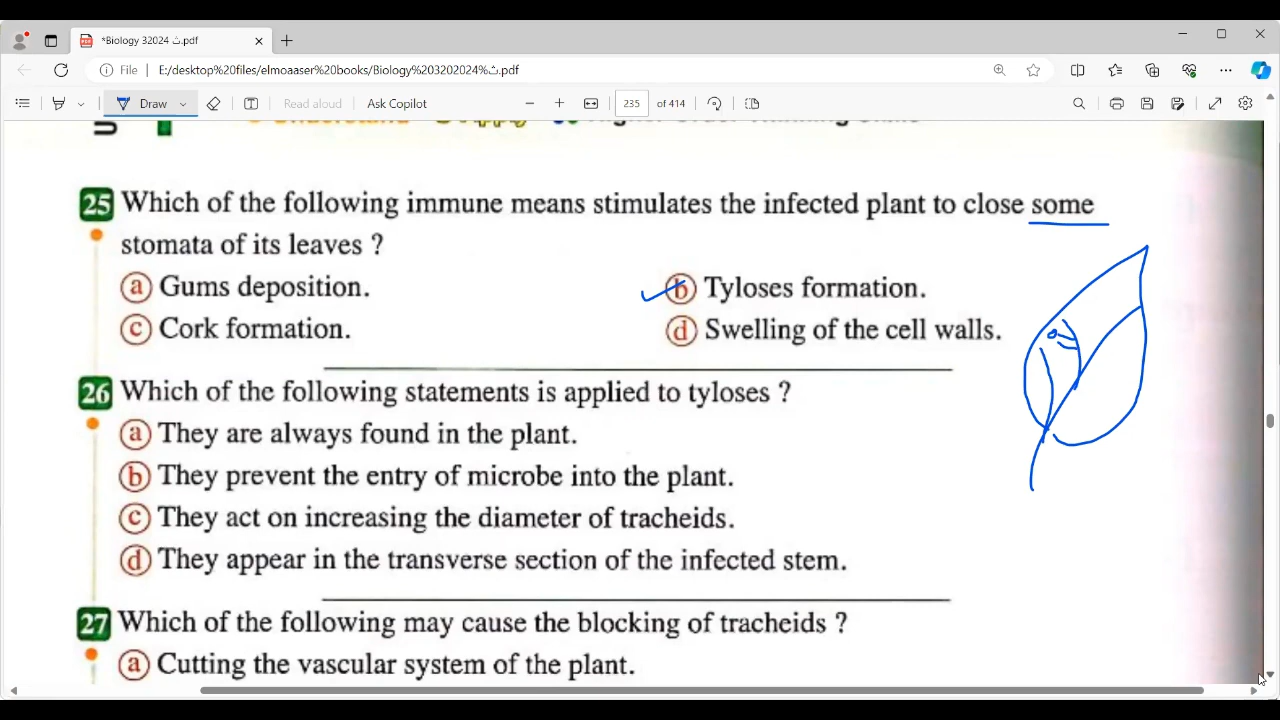 *Biology 32024 ث.pdf
File
E:/desktop%20files/elmoaaser%20books/Biology%203202024%ث.pdf
Draw
Read aloud
Ask Copilot
235
of 414
25 Which of the following immune means stimulates the infected plant to close some
stomata of its leaves ?
a Gums deposition.
b Tyloses formation.
c Cork formation.
d Swelling of the cell walls.
26 Which of the following statements is applied to tyloses ?
a They are always found in the plant.
b They prevent the entry of microbe into the plant.
c They act on increasing the diameter of tracheids.
d They appear in the transverse section of the infected stem.
27 Which of the following may cause the blocking of tracheids ?
a Cutting the vascular system of the plant.